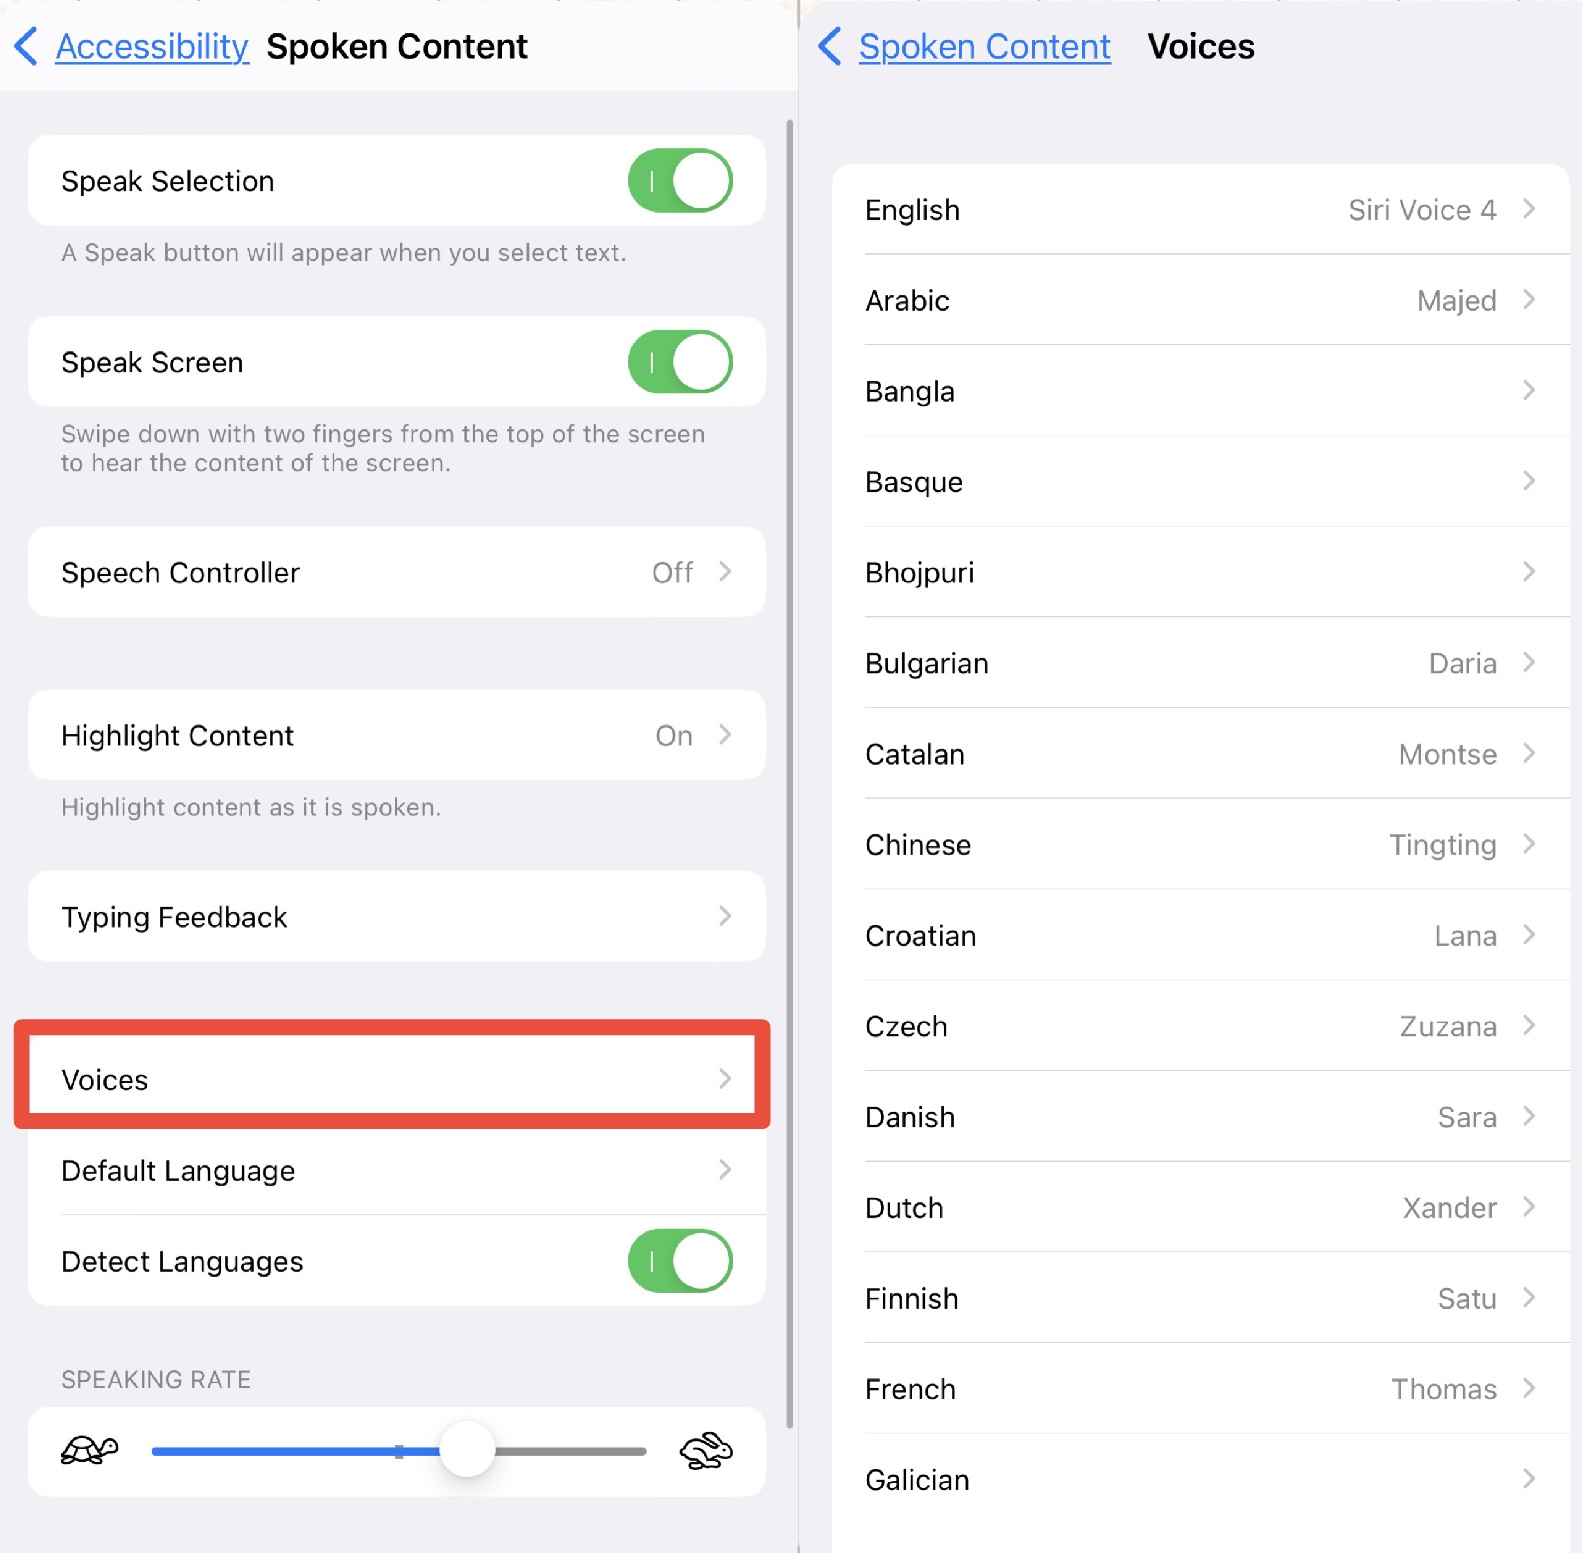 Accessibility Spoken Content
Speak Selection
A Speak button will appear when you select text.
Speak Screen
Swipe down with two fingers from the top of the screen
to hear the content of the screen.
Speech Controller Off
Highlight Content On
Highlight content as it is spoken.
Typing Feedback
Voices
Default Language
Detect Languages
SPEAKING RATE
Spoken Content Voices
English Siri Voice 4
Arabic Majed
Bangla
Basque
Bhojpuri
Bulgarian Daria
Catalan Montse
Chinese Tingting
Croatian Lana
Czech Zuzana
Danish Sara
Dutch Xander
Finnish Satu
French Thomas
Galician